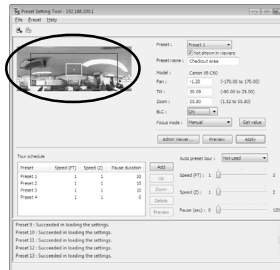 Preset Setting Tool - 192.168.100.1
File Preset Help
Preset : Preset 1
Not shown in viewers
Preset name : Checkout area
Model : Canon VB-C60
Pan : -1.20 (-170.00 to 170.00)
Tilt : (-90.00 to 25.00)
Zoom : 55.80 (1.52 to 55.80)
BLC :
Focus mode : Manual Get value
Admin Viewer... Preview Apply
Tour schedule
Auto preset tour : Not used
Preset Speed (PT) Speed (Z) Pause duration
Preset 1 1 1 10
Preset 2 1 1
Preset 3 1 1
Preset 4 1 1
Add
Up
Down
Delete
Preview
Speed (PT) : 1
Speed (Z) : 1
Pause (sec) : 0
Preset 9 : Succeeded in loading the settings.
Preset 10 : Succeeded in loading the settings.
Preset 11 : Succeeded in loading the settings.
Preset 12 : Succeeded in loading the settings.
Preset 13 : Succeeded in loading the settings.